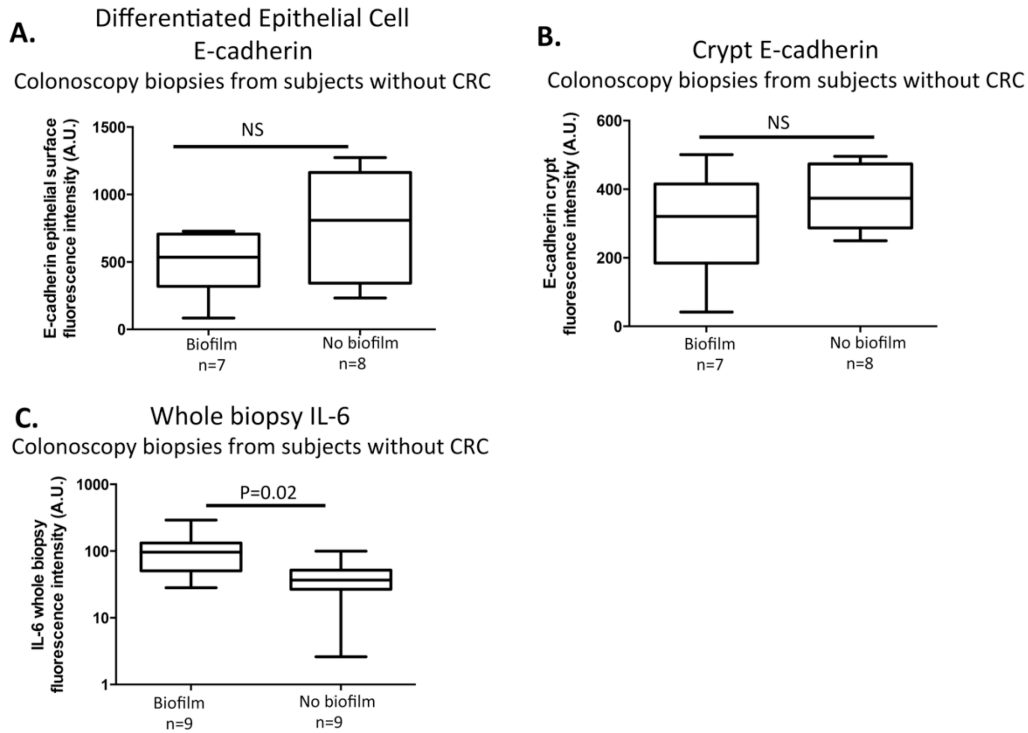 A.
Differentiated Epithelial Cell
E-cadherin
Colonoscopy biopsies from subjects without CRC
E-cadherin epithelial surface
fluorescence intensity (A.U.)
1500
1000
500
0
NS
Biofilm
n=7
No biofilm
n=8
B.
Crypt E-cadherin
Colonoscopy biopsies from subjects without CRC
E-cadherin crypt
fluorescence intensity (A.U.)
600
400
200
0
NS
Biofilm
n=7
No biofilm
n=8
C.
Whole biopsy IL-6
Colonoscopy biopsies from subjects without CRC
IL-6 whole biopsy
fluorescence intensity (A.U.)
1000
100
10
1
P=0.02
Biofilm
n=9
No biofilm
n=9